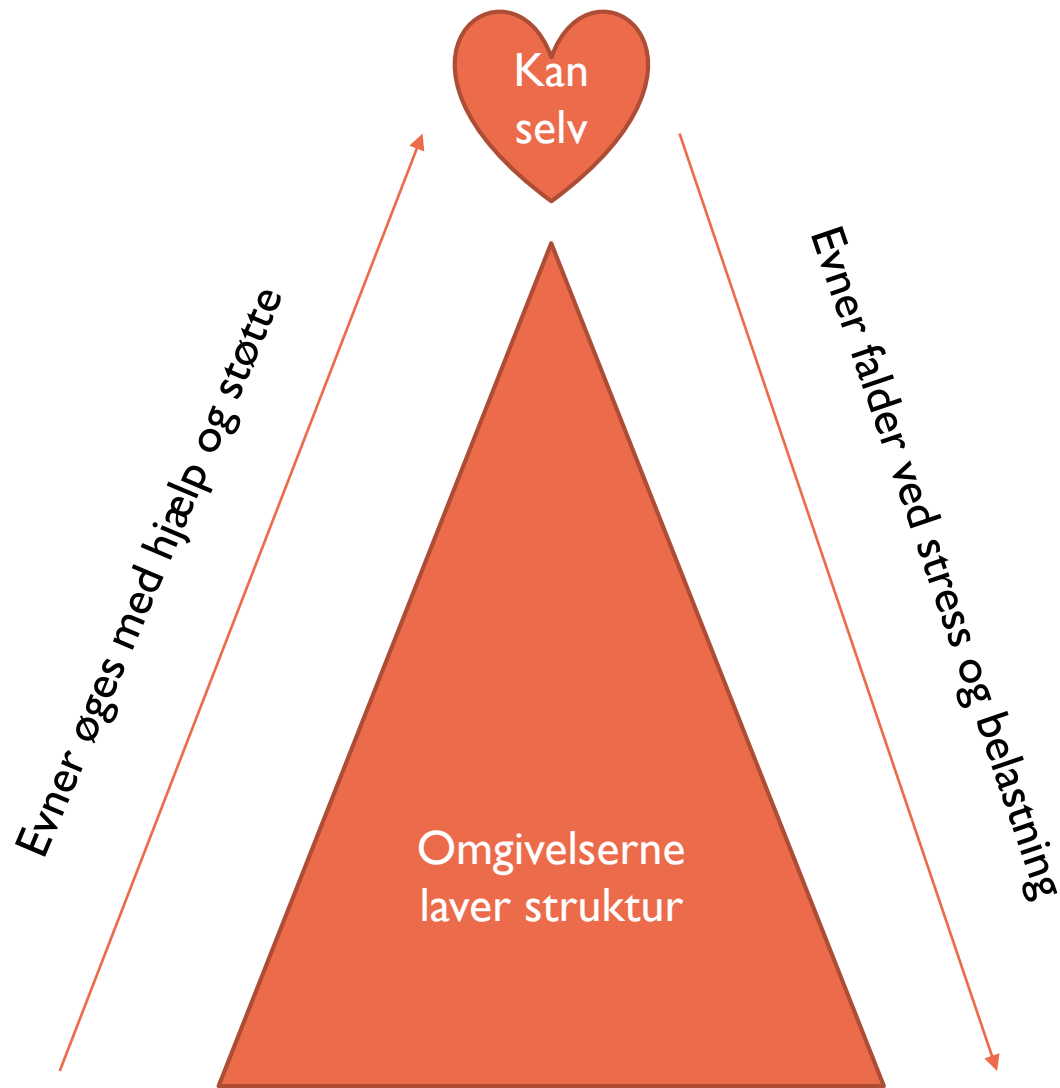 Kan
selv
Evner øges med hjælp og støtte
Evner falder ved stress og belastning
Omgivelserne
laver struktur